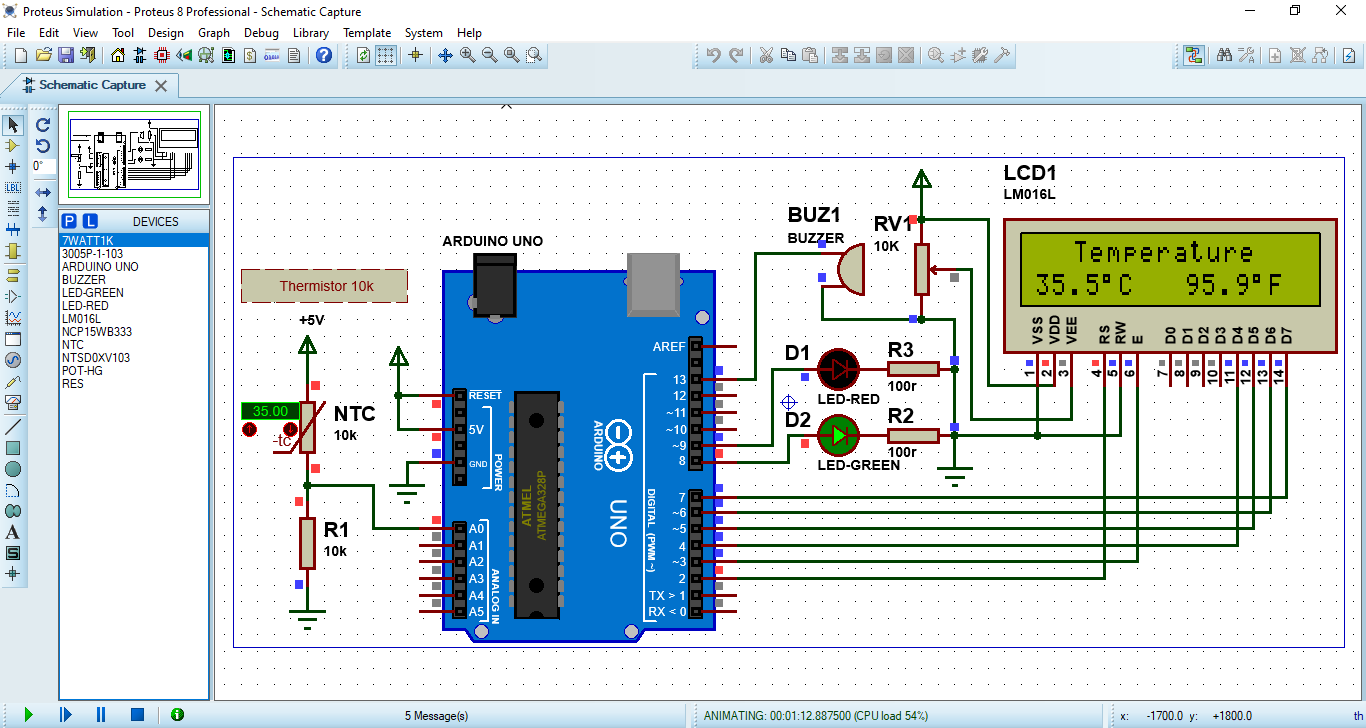 Proteus Simulation - Proteus 8 Professional - Schematic Capture
File Edit View Tool Design Graph Debug Library Template System Help
Schematic Capture
0°
LBL
A
S
P L DEVICES
7WATT1K
3005P-1-103
ARDUINO UNO
BUZZER
LED-GREEN
LED-RED
LM016L
NCP15WB333
NTC
NTSD0XV103
POT-HG
RES
Thermistor 10k
+5V
35.00
-tc
NTC
10k
R1
10k
ARDUINO UNO
RESET
5V
GND
POWER
A0
A1
A2
A3
A4
A5
ANALOG IN
ATMEL
ATMEGA328P
ARDUINO
UNO
AREF
13
12
~11
~10
~9
8
7
~6
~5
4
~3
2
TX > 1
RX < 0
DIGITAL (PWM ~)
BUZ1
BUZZER
RV1
10K
D1
LED-RED
R3
100r
D2
LED-GREEN
R2
100r
LCD1
LM016L
Temperature
35.5°C 95.9°F
VSS VDD VEE RS RW E D0 D1 D2 D3 D4 D5 D6 D7
1 2 3 4 5 6 7 8 9 10 11 12 13 14
5 Message(s)
ANIMATING: 00:01:12.887500 (CPU load 54%)
x: -1700.0 y: +1800.0 th